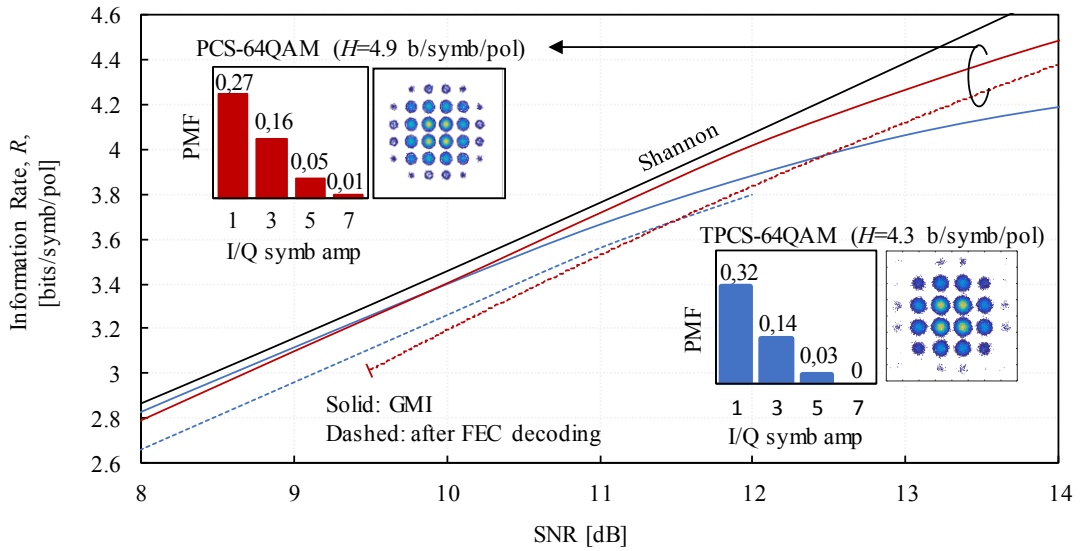 4.6
4.4
4.2
4
3.8
3.6
3.4
3.2
3
2.8
2.6
Information Rate, R,
[bits/symb/pol]
PCS-64QAM (H=4.9 b/symb/pol)
0,27
0,16
0,05
0,01
PMF
1 3 5 7
I/Q symb amp
Shannon
TPCS-64QAM (H=4.3 b/symb/pol)
0,32
0,14
0,03
0
PMF
1 3 5 7
I/Q symb amp
Solid: GMI
Dashed: after FEC decoding
8 9 10 11 12 13 14
SNR [dB]